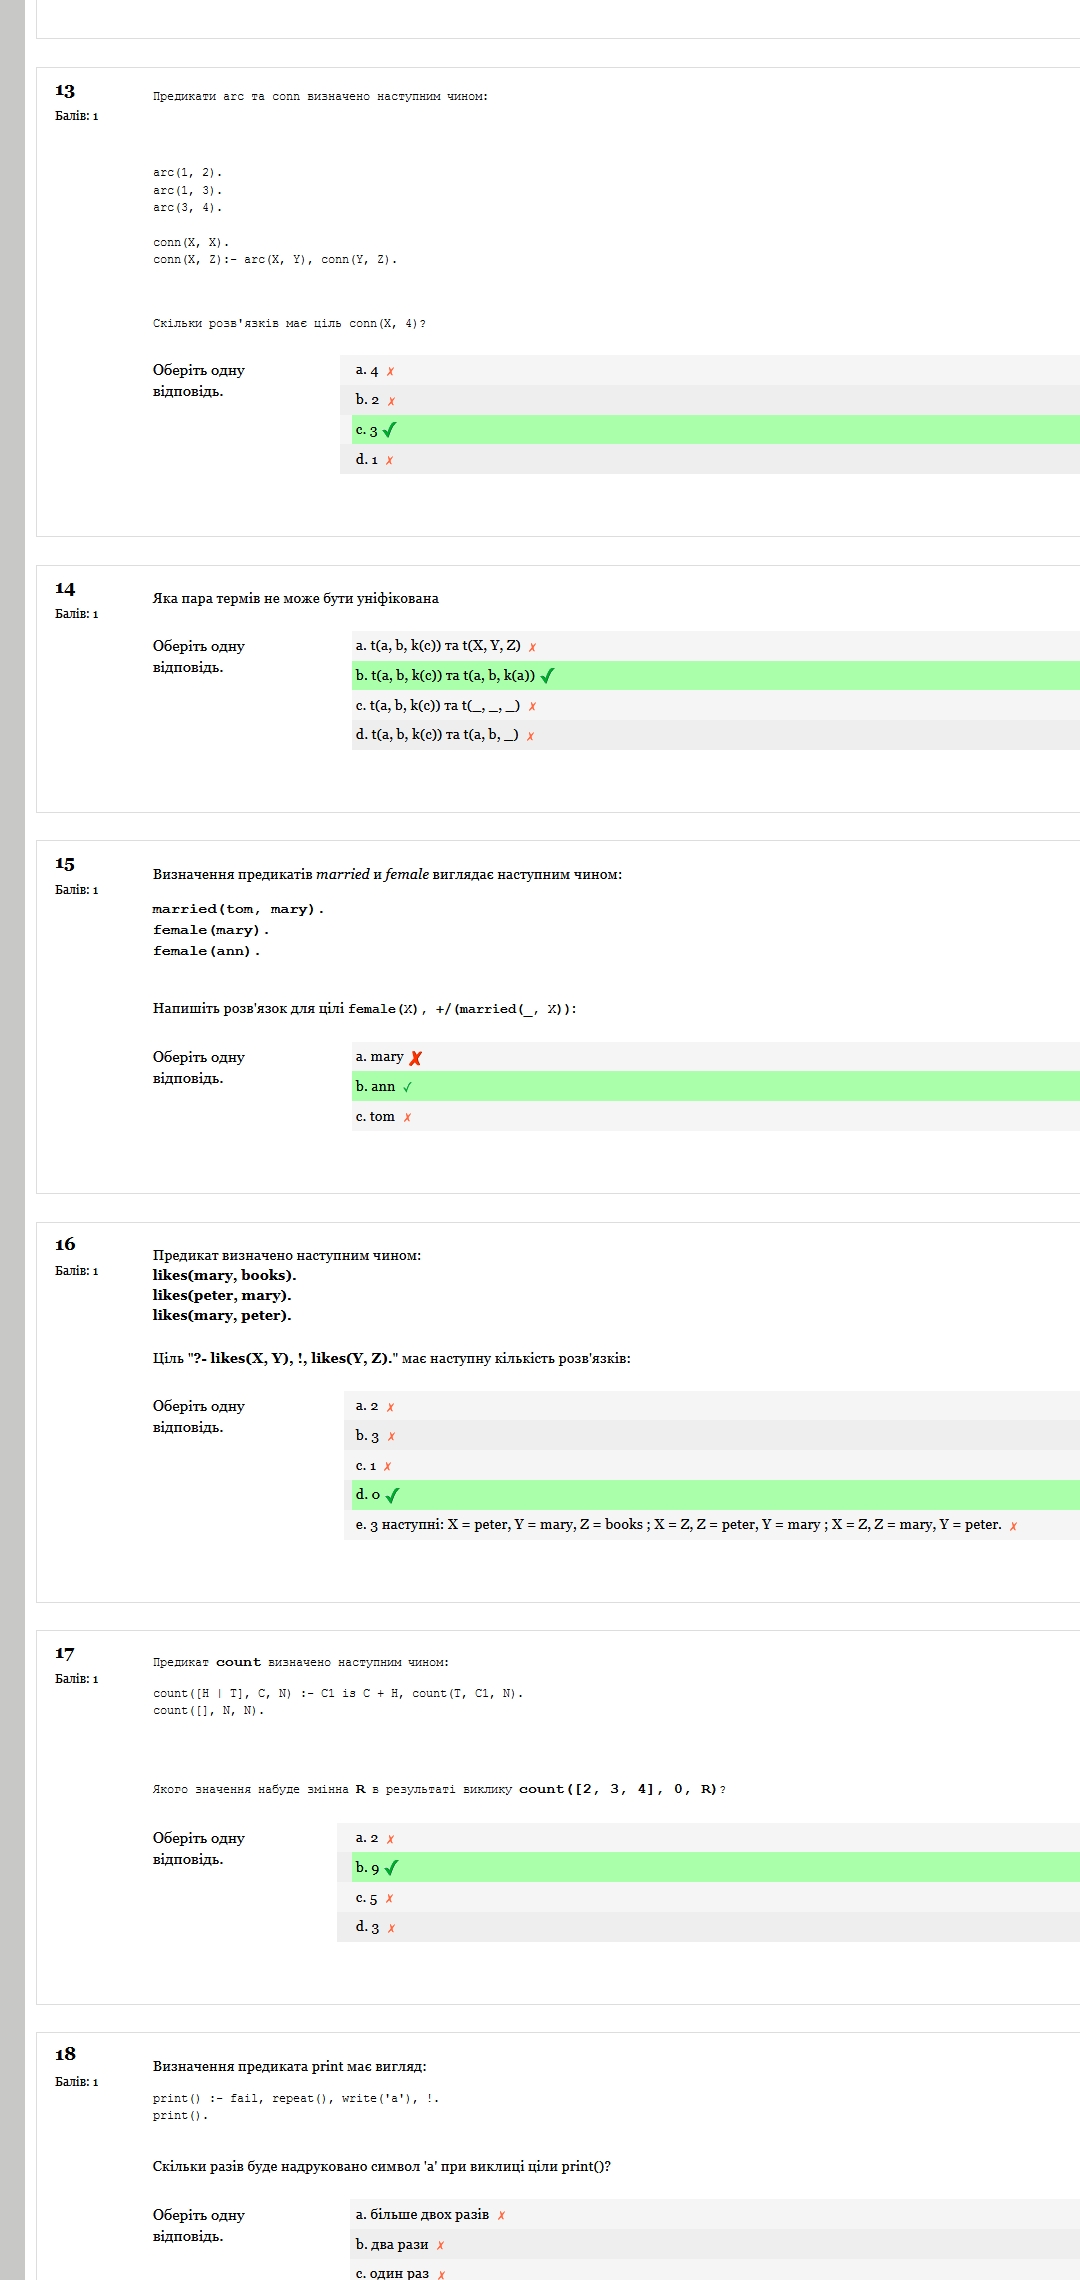 13
Балів: 1
Предикати arc та conn визначено наступним чином:
arc(1, 2).
arc(1, 3).
arc(3, 4).
conn(X, X).
conn(X, Z):- arc(X, Y), conn(Y, Z).
Скільки розв'язків має ціль conn(X, 4)?
Оберіть одну
відповідь.
a. 4 ✗
b. 2 ✗
c. 3 ✓
d. 1 ✗
14
Балів: 1
Яка пара термів не може бути уніфікована
Оберіть одну
відповідь.
a. t(a, b, k(c)) та t(X, Y, Z) ✗
b. t(a, b, k(c)) та t(a, b, k(a)) ✓
c. t(a, b, k(c)) та t(_, _, _) ✗
d. t(a, b, k(c)) та t(a, b, _) ✗
15
Балів: 1
Визначення предикатів married и female виглядає наступним чином:
married(tom, mary).
female(mary).
female(ann).
Напишіть розв'язок для цілі female(X), +/(married(_, X)):
Оберіть одну
відповідь.
a. mary ✗
b. ann ✓
c. tom ✗
16
Балів: 1
Предикат визначено наступним чином:
likes(mary, books).
likes(peter, mary).
likes(mary, peter).
Ціль "?- likes(X, Y), !, likes(Y, Z)." має наступну кількість розв'язків:
Оберіть одну
відповідь.
a. 2 ✗
b. 3 ✗
c. 1 ✗
d. 0 ✓
e. 3 наступні: X = peter, Y = mary, Z = books ; X = Z, Z = peter, Y = mary ; X = Z, Z = mary, Y = peter. ✗
17
Балів: 1
Предикат count визначено наступним чином:
count([H | T], C, N) :- C1 is C + H, count(T, C1, N).
count([], N, N).
Якого значення набуде змінна R в результаті виклику count([2, 3, 4], 0, R)?
Оберіть одну
відповідь.
a. 2 ✗
b. 9 ✓
c. 5 ✗
d. 3 ✗
18
Балів: 1
Визначення предиката print має вигляд:
print() :- fail, repeat(), write('a'), !.
print().
Скільки разів буде надруковано символ 'a' при виклиці ціли print()?
Оберіть одну
відповідь.
a. більше двох разів ✗
b. два рази ✗
c. один раз ✗